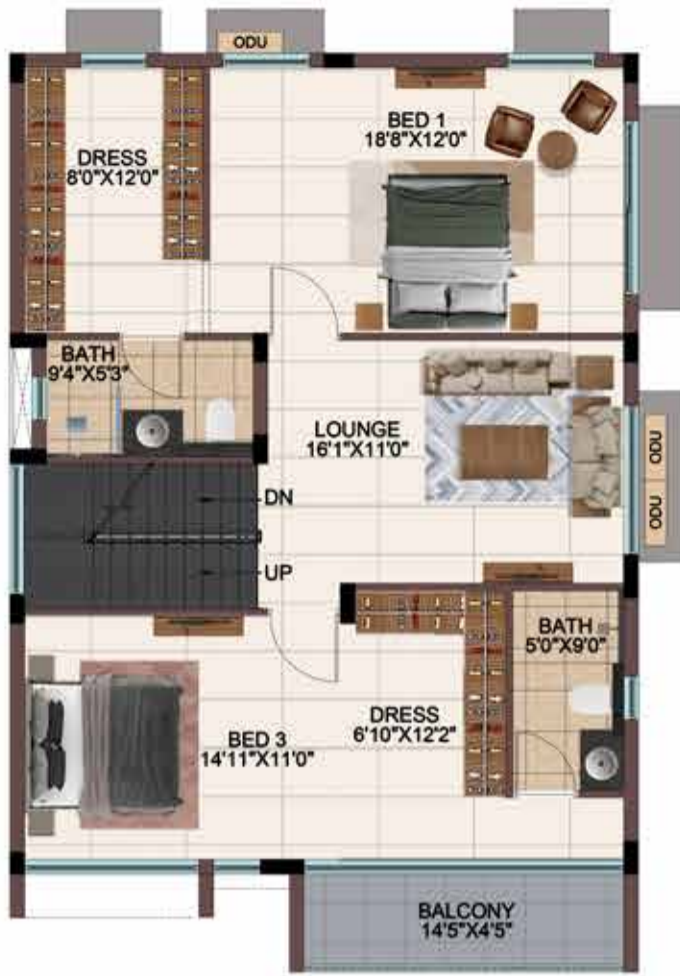 ODU
BED 1
18'8"X12'0"
DRESS
8'0"X12'0"
BATH
9'4"X5'3"
LOUNGE
16'1"X11'0"
ODU
ODU
DN
UP
BATH
5'0"X9'0"
DRESS
6'10"X12'2"
BED 3
14'11"X11'0"
BALCONY
14'5"X4'5"